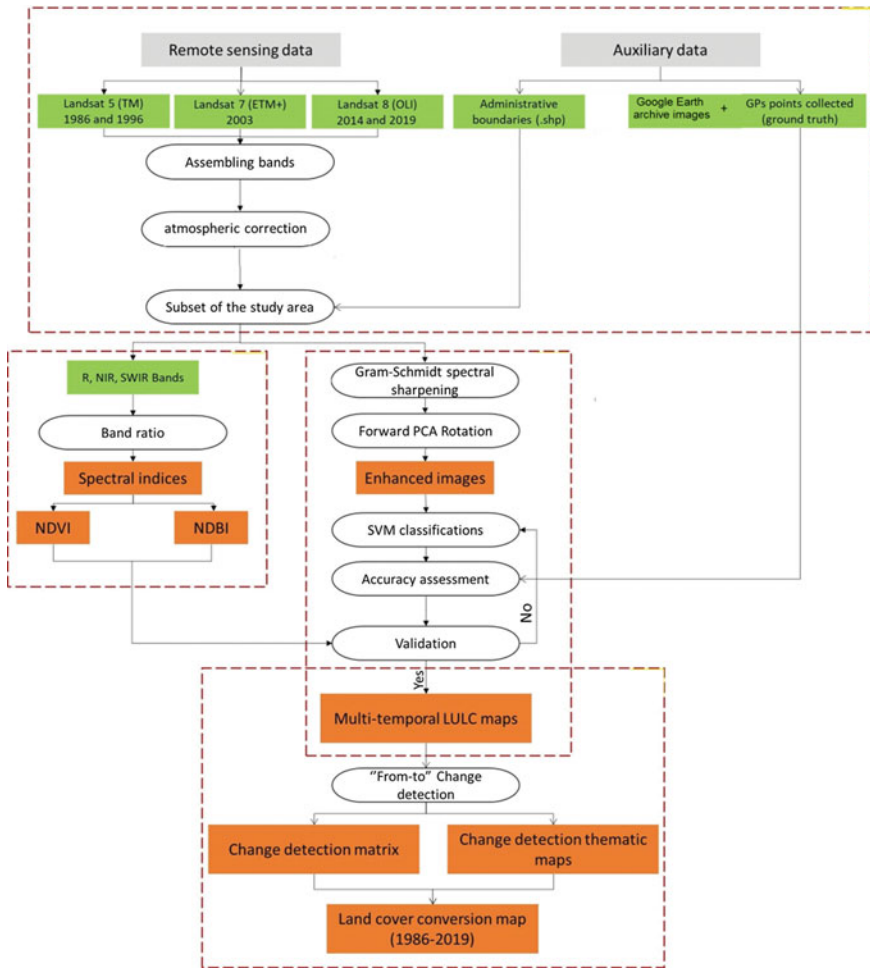 Remote sensing data
Auxiliary data
Landsat 5 (TM)
1986 and 1996
Landsat 7 (ETM+)
2003
Landsat 8 (OLI)
2014 and 2019
Administrative
boundaries (.shp)
Google Earth
archive images
+
GPs points collected
(ground truth)
Assembling bands
atmospheric correction
Subset of the study area
R, NIR, SWIR Bands
Band ratio
Spectral indices
NDVI
NDBI
Gram-Schmidt spectral
sharpening
Forward PCA Rotation
Enhanced images
SVM classifications
Accuracy assessment
No
Validation
Yes
Multi-temporal LULC maps
“From-to” Change
detection
Change detection matrix
Change detection thematic
maps
Land cover conversion map
(1986-2019)